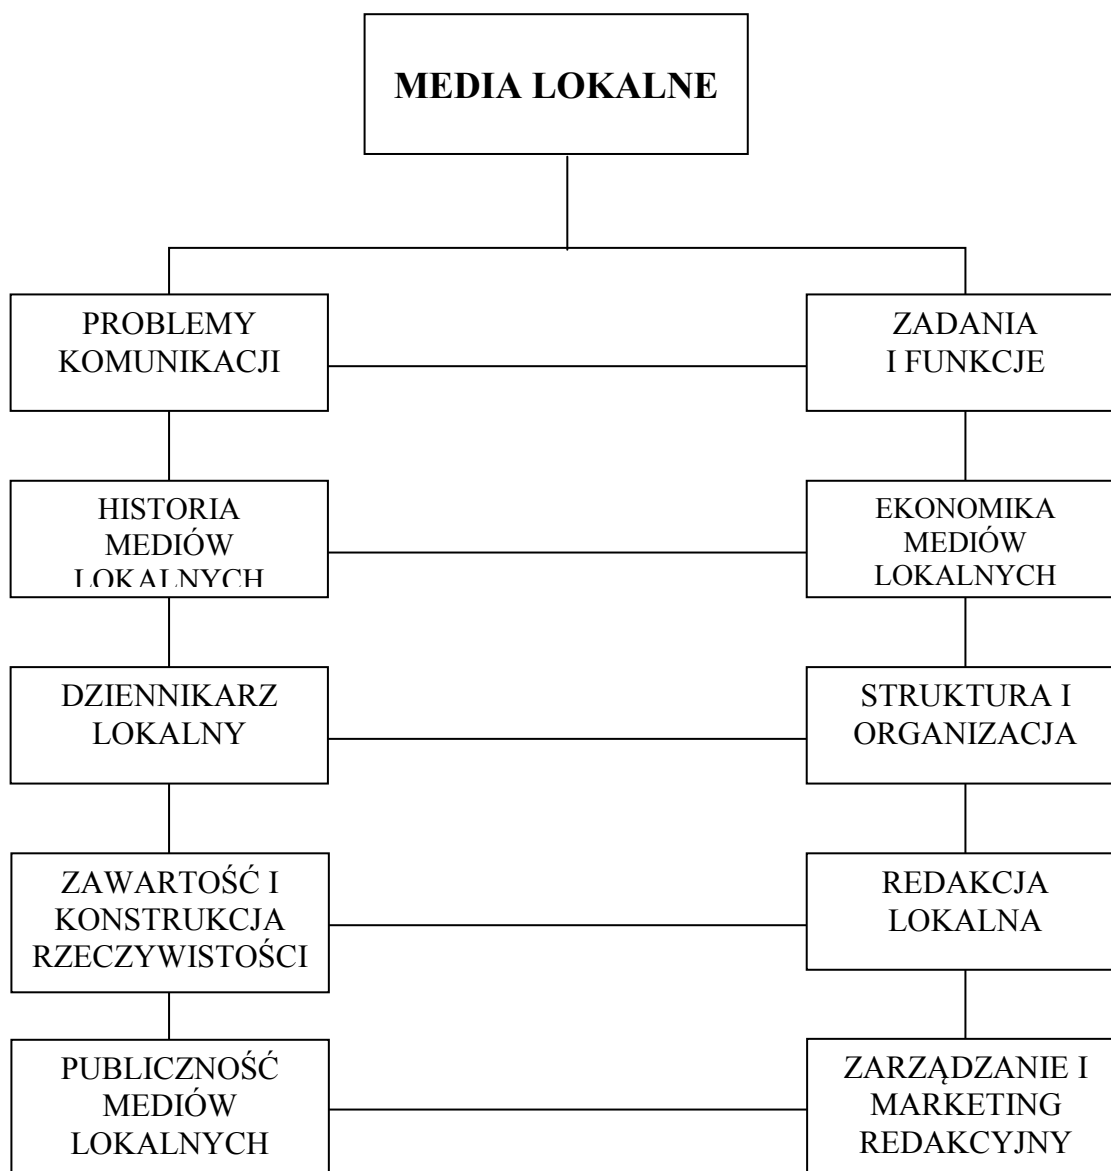 MEDIA LOKALNE
PROBLEMY
KOMUNIKACJI
ZADANIA
I FUNKCJE
HISTORIA
MEDIÓW
LOKALNYCH
EKONOMIKA
MEDIÓW
LOKALNYCH
DZIENNIKARZ
LOKALNY
STRUKTURA I
ORGANIZACJA
ZAWARTOŚĆ I
KONSTRUKCJA
RZECZYWISTOŚCI
REDAKCJA
LOKALNA
PUBLICZNOŚĆ
MEDIÓW
LOKALNYCH
ZARZĄDZANIE I
MARKETING
REDAKCYJNY